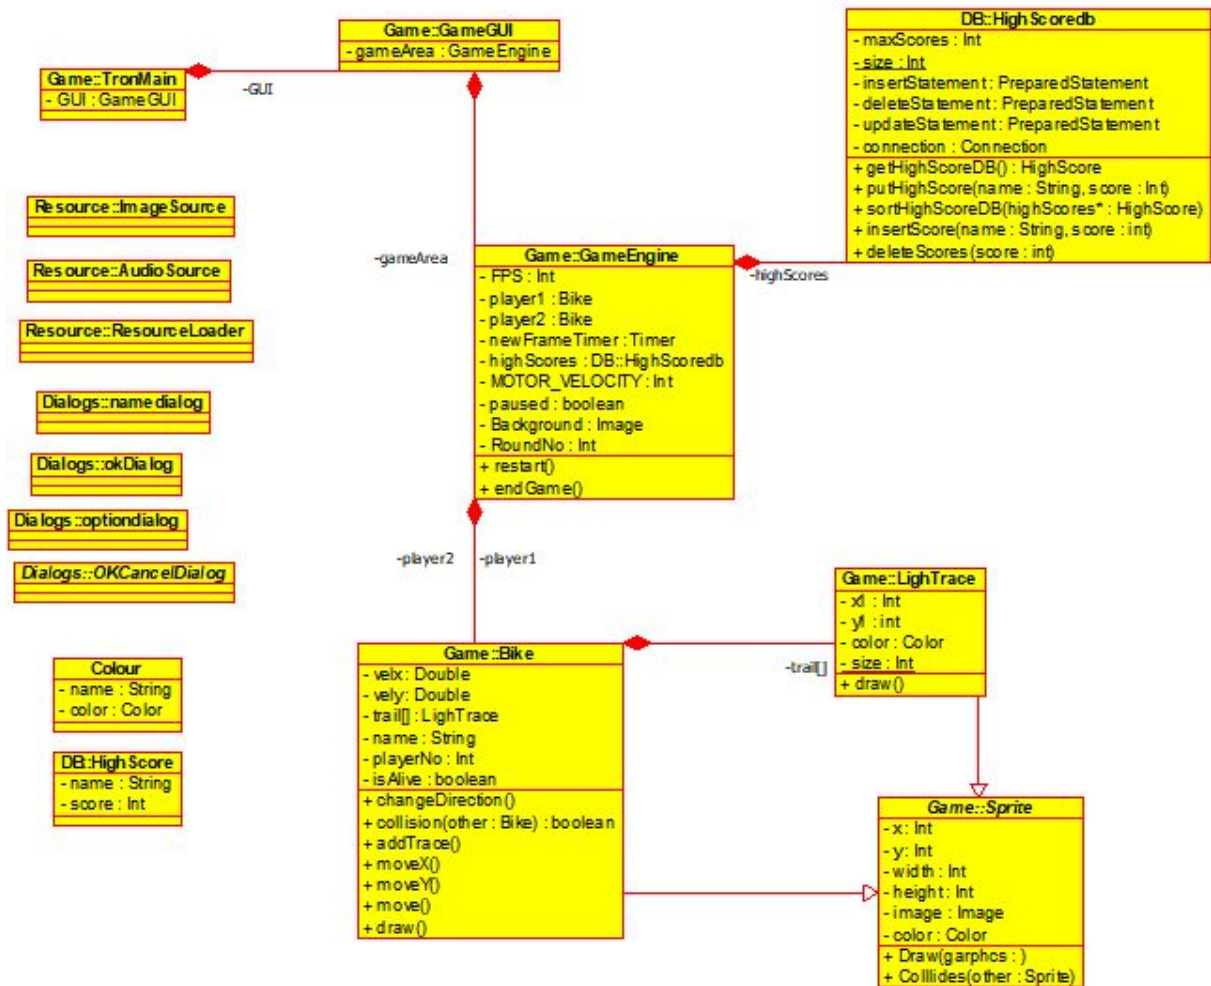 Game::GameGUI
- gameArea : GameEngine
Game::TronMain
- GUI : GameGUI
-GUI
DB::HighScoredb
- maxScores : Int
- size : Int
- insertStatement : PreparedStatement
- deleteStatement : PreparedStatement
- updateStatement : PreparedStatement
- connection : Connection
+ getHighScoreDB() : HighScore
+ putHighScore(name : String, score : Int)
+ sortHighScoreDB(highScores* : HighScore)
+ insertScore(name : String, score : int)
+ deleteScores(score : int)
Resource::ImageSource
Resource::AudioSource
Resource::ResourceLoader
Dialogs::namedialog
Dialogs::okDialog
Dialogs::optiondialog
Dialogs::OKCancelDialog
-gameArea
Game::GameEngine
- FPS : Int
- player1 : Bike
- player2 : Bike
- newFrameTimer : Timer
- highScores : DB::HighScoredb
- MOTOR_VELOCITY : Int
- paused : boolean
- Background : Image
- RoundNo : Int
+ restart()
+ endGame()
-highScores
-player2
-player1
Colour
- name : String
- color : Color
DB::HighScore
- name : String
- score : Int
Game::Bike
- velx : Double
- vely : Double
- trail[] : LighTrace
- name : String
- playerNo : Int
- isAlive : boolean
+ changeDirection()
+ collision(other : Bike) : boolean
+ addTrace()
+ moveX()
+ moveY()
+ move()
+ draw()
-trail[]
Game::LighTrace
- x1 : Int
- y1 : int
- color : Color
- size : Int
+ draw()
Game::Sprite
- x : Int
- y : Int
- width : Int
- height : Int
- image : Image
- color : Color
+ Draw(garphcs : )
+ Colllides(other : Sprite)